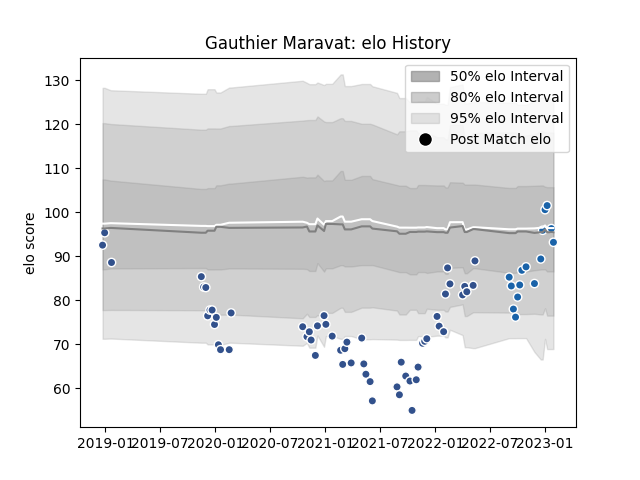 Gauthier Maravat: elo History
50% elo Interval
80% elo Interval
95% elo Interval
Post Match elo
elo score
130
120
110
100
90
80
70
60
2019-01 2019-07 2020-01 2020-07 2021-01 2021-07 2022-01 2022-07 2023-01